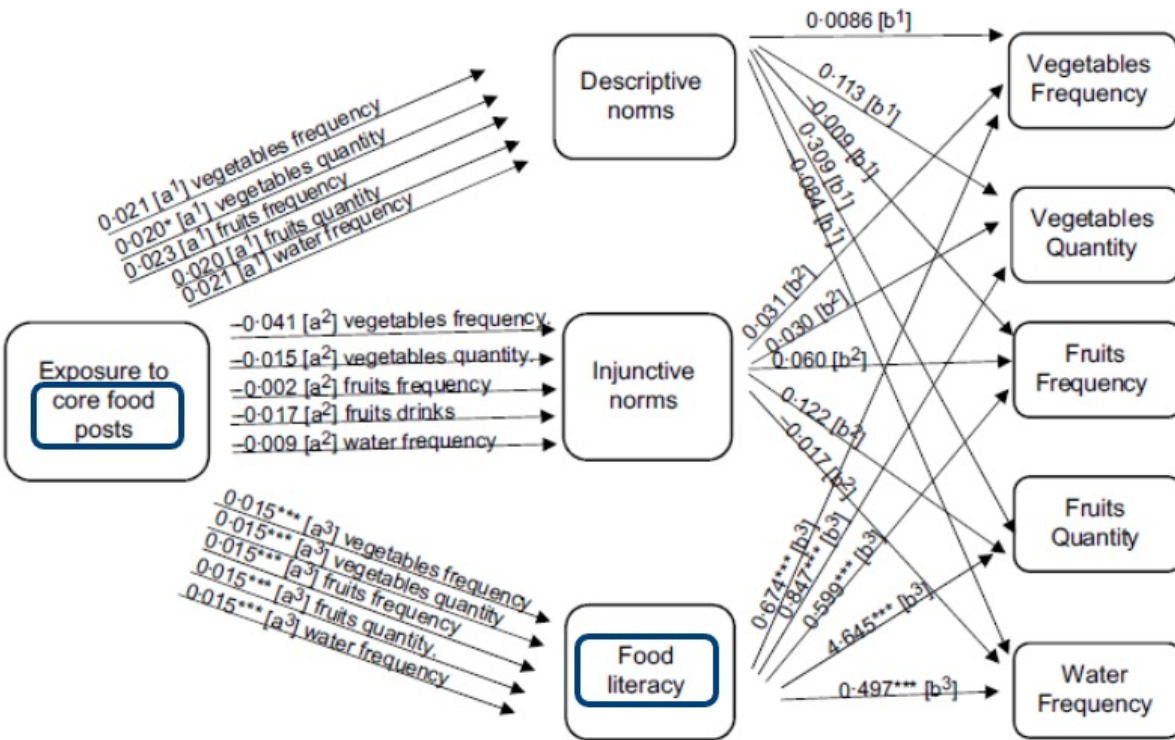 0·0086 [b¹]
Descriptive
norms
Vegetables
Frequency
0·113 [b¹]
–0·009 [b¹]
0·309 [b¹]
–0·084 [b¹]
0·021 [a¹] vegetables frequency
0·020* [a¹] vegetables quantity
0·023 [a¹] fruits frequency
0·020 [a¹] fruits quantity
0·021 [a¹] water frequency
Vegetables
Quantity
Exposure to
core food
posts
–0·041 [a²] vegetables frequency.
–0·015 [a²] vegetables quantity.
–0·002 [a²] fruits frequency
–0·017 [a²] fruits drinks
–0·009 [a²] water frequency
Injunctive
norms
0·031 [b²]
0·030 [b²]
0·060 [b²]
0·122 [b²]
–0·017 [b²]
Fruits
Frequency
0·015*** [a³] vegetables frequency
0·015*** [a³] vegetables quantity
0·015*** [a³] fruits frequency
0·015*** [a³] fruits quantity.
0·015*** [a³] water frequency
Food
literacy
0·674*** [b³]
0·847*** [b³]
0·599*** [b³]
4·645*** [b³]
0·497*** [b³]
Fruits
Quantity
Water
Frequency